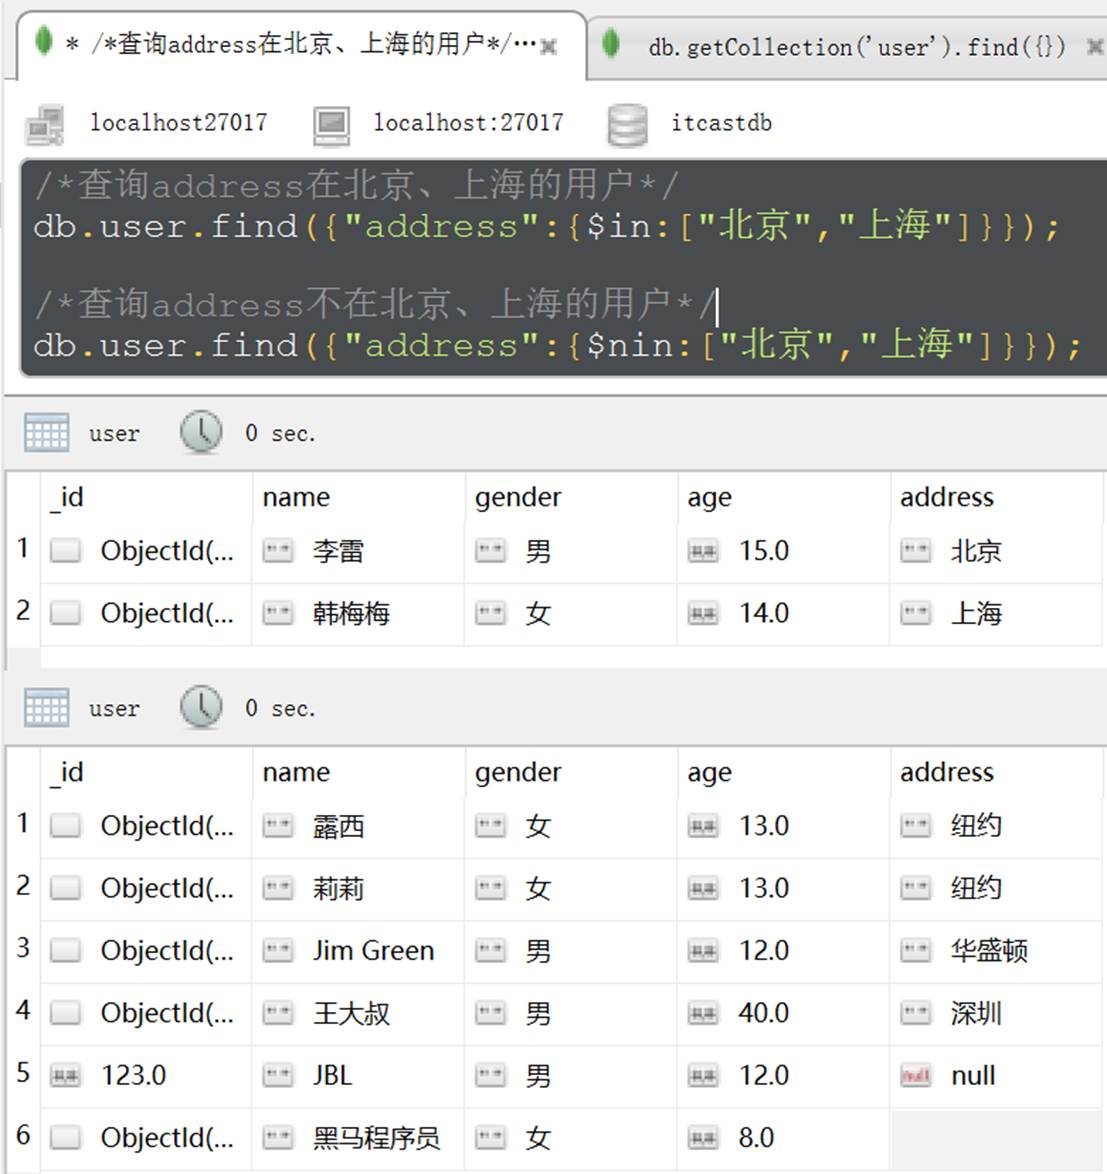 * /*查询address在北京、上海的用户*/… db.getCollection('user').find({})
localhost27017 localhost:27017 itcastdb
/*查询address在北京、上海的用户*/
db.user.find({"address":{$in:["北京","上海"]}});
/*查询address不在北京、上海的用户*/
db.user.find({"address":{$nin:["北京","上海"]}});
user 0 sec.
_id name gender age address
1 ObjectId(... 李雷 男 15.0 北京
2 ObjectId(... 韩梅梅 女 14.0 上海
user 0 sec.
_id name gender age address
1 ObjectId(... 露西 女 13.0 纽约
2 ObjectId(... 莉莉 女 13.0 纽约
3 ObjectId(... Jim Green 男 12.0 华盛顿
4 ObjectId(... 王大叔 男 40.0 深圳
5 123.0 JBL 男 12.0 null
6 ObjectId(... 黑马程序员 女 8.0